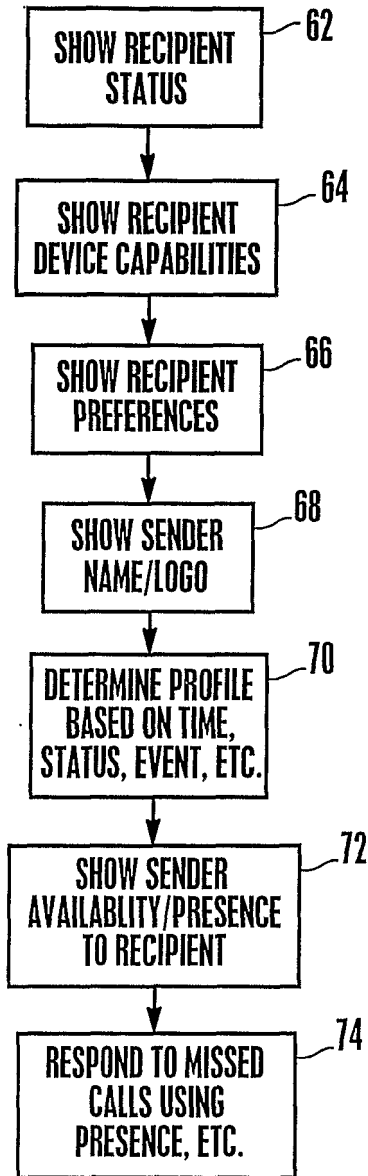 SHOW RECIPIENT
STATUS
62
SHOW RECIPIENT
DEVICE CAPABILITIES
64
SHOW RECIPIENT
PREFERENCES
66
SHOW SENDER
NAME/LOGO
68
DETERMINE PROFILE
BASED ON TIME,
STATUS, EVENT, ETC.
70
SHOW SENDER
AVAILABLITY/PRESENCE
TO RECIPIENT
72
RESPOND TO MISSED
CALLS USING
PRESENCE, ETC.
74